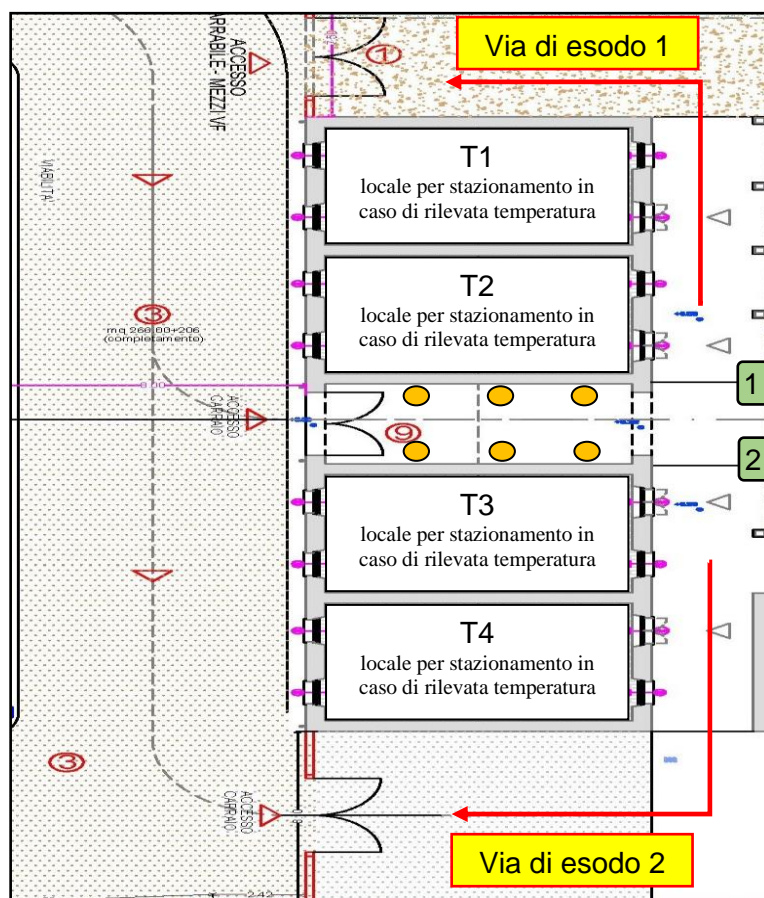 Via di esodo 1
ACCESSO
CARRABILE - MEZZI VF
1
VIABILITA'
T1
locale per stazionamento in
caso di rilevata temperatura
T2
locale per stazionamento in
caso di rilevata temperatura
3
mq 260.00+206
(completamento)
ACCESSO
CARRAIO
9
1
2
T3
locale per stazionamento in
caso di rilevata temperatura
T4
locale per stazionamento in
caso di rilevata temperatura
3
ACCESSO
CARRAIO
Via di esodo 2
2.42